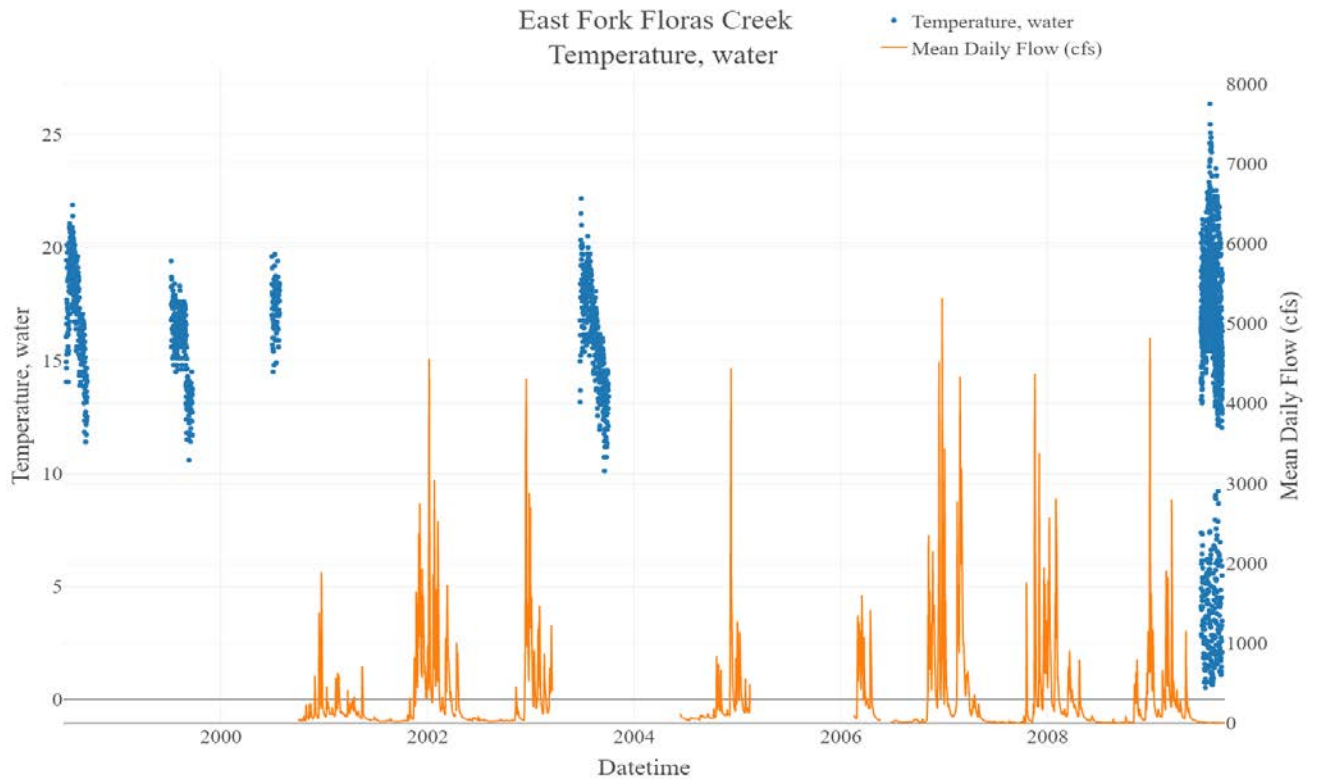 East Fork Floras Creek
Temperature, water
Temperature, water
Mean Daily Flow (cfs)
25
20
15
10
5
0
Temperature, water
8000
7000
6000
5000
4000
3000
2000
1000
0
Mean Daily Flow (cfs)
2000
2002
2004
2006
2008
Datetime